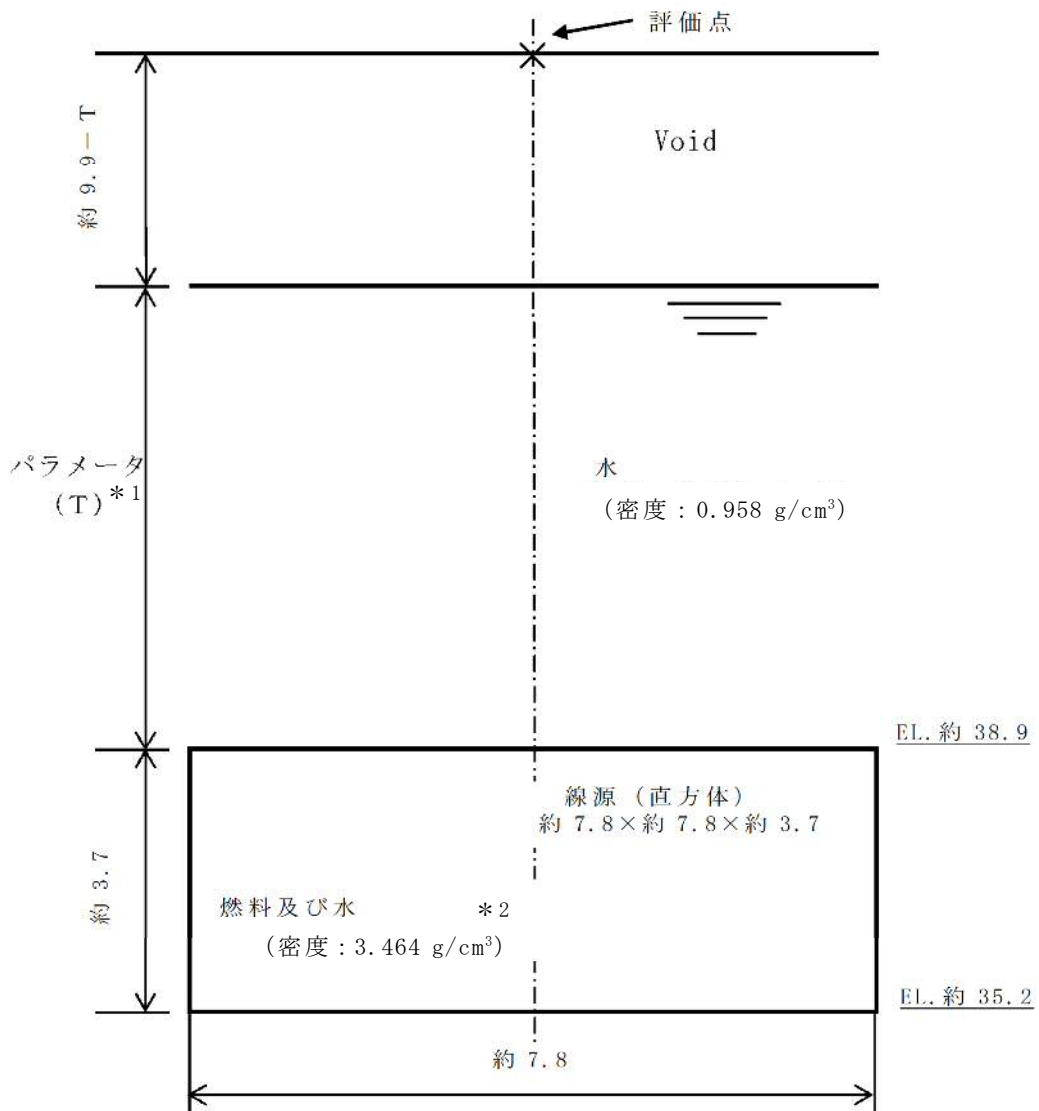 評価点
Void
約 9.9－T
パラメータ
(T)*1
水
(密度：0.958 g/cm³)
EL.約 38.9
線源（直方体）
約 7.8×約 7.8×約 3.7
約 3.7
燃料及び水 *2
(密度：3.464 g/cm³)
EL.約 35.2
約 7.8